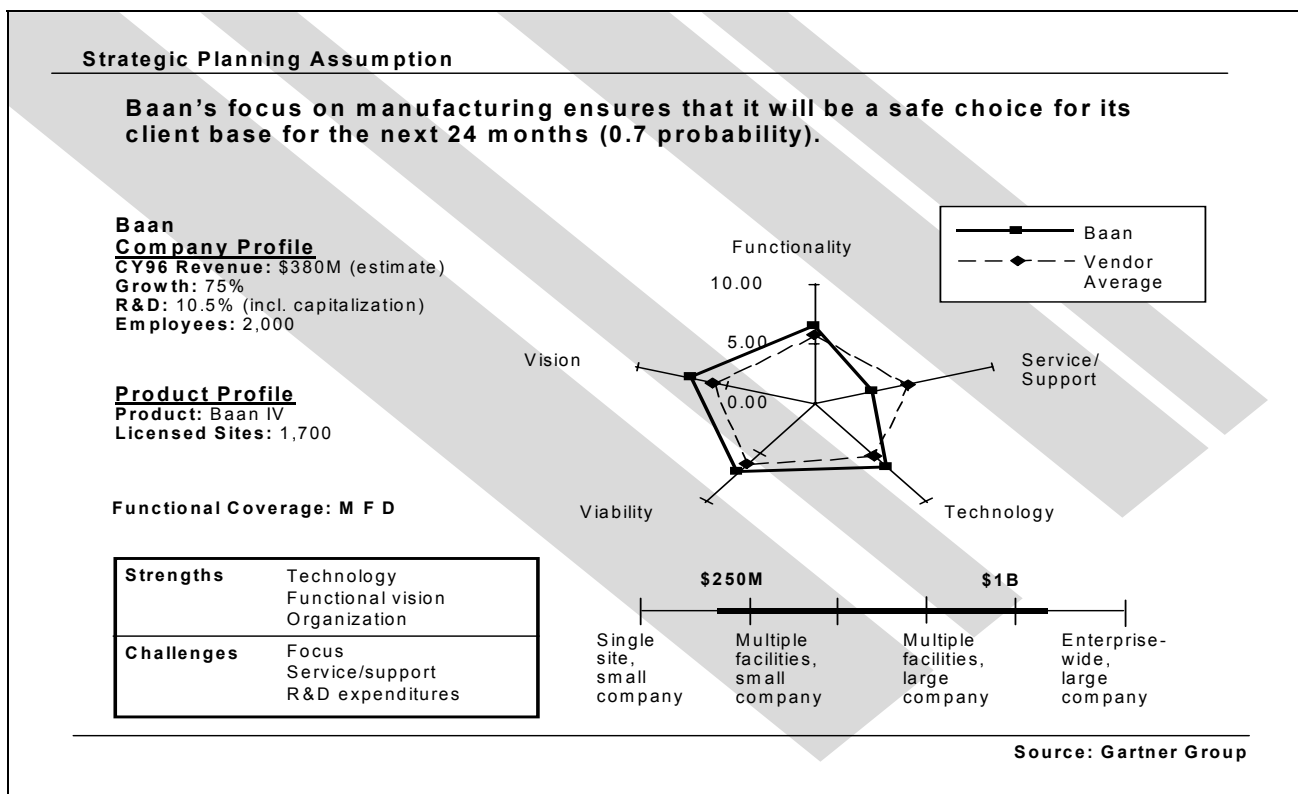 Strategic Planning Assumption
Baan's focus on manufacturing ensures that it will be a safe choice for its
client base for the next 24 months (0.7 probability).
Baan
Company Profile
CY96 Revenue: $380M (estimate)
Growth: 75%
R&D: 10.5% (incl. capitalization)
Employees: 2,000
Product Profile
Product: Baan IV
Licensed Sites: 1,700
Functional Coverage: M F D
Strengths
Technology
Functional vision
Organization
Challenges
Focus
Service/support
R&D expenditures
Baan
Vendor
Average
Functionality
10.00
5.00
0.00
Vision
Service/
Support
Viability
Technology
$250M
$1B
Single
site,
small
company
Multiple
facilities,
small
company
Multiple
facilities,
large
company
Enterprise-
wide,
large
company
Source: Gartner Group